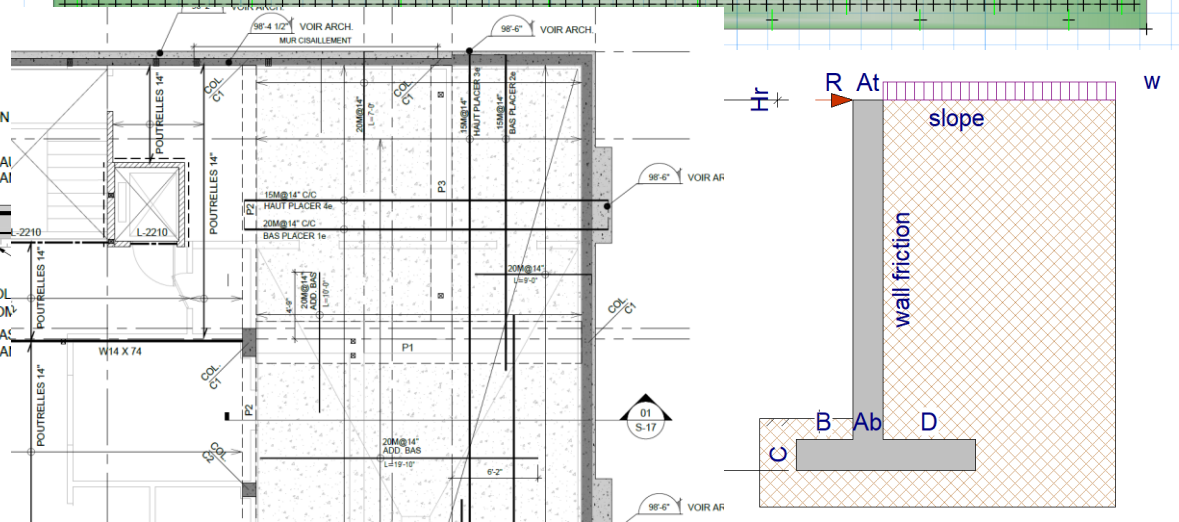 VOIR ARCH.
98'-4 1/2" VOIR ARCH.
MUR CISAILLEMENT
98'-6" VOIR ARCH.
COL
C1
COL
C1
POUTRELLES 14"
20M@14"
L=7'-0"
15M@14"
HAUT PLACER 3e
15M@14"
BAS PLACER 2e
POUTRELLES 14"
P3
98'-6" VOIR AR
P2
15M@14" C/C
HAUT PLACER 4e
20M@14" C/C
BAS PLACER 1e
L-2210
L-2210
POUTRELLES 14"
4'-9"
20M@14"
ADD. BAS
L=10'-0"
20M@14"
L=9'-0"
COL
C1
W14 X 74
P1
COL
C1
POUTRELLES 14"
P2
01
S-17
COL
C2
20M@14"
ADD. BAS
L=19'-10"
6'-2"
98'-6" VOIR AR
R At
w
Hr
slope
wall friction
B Ab D
C